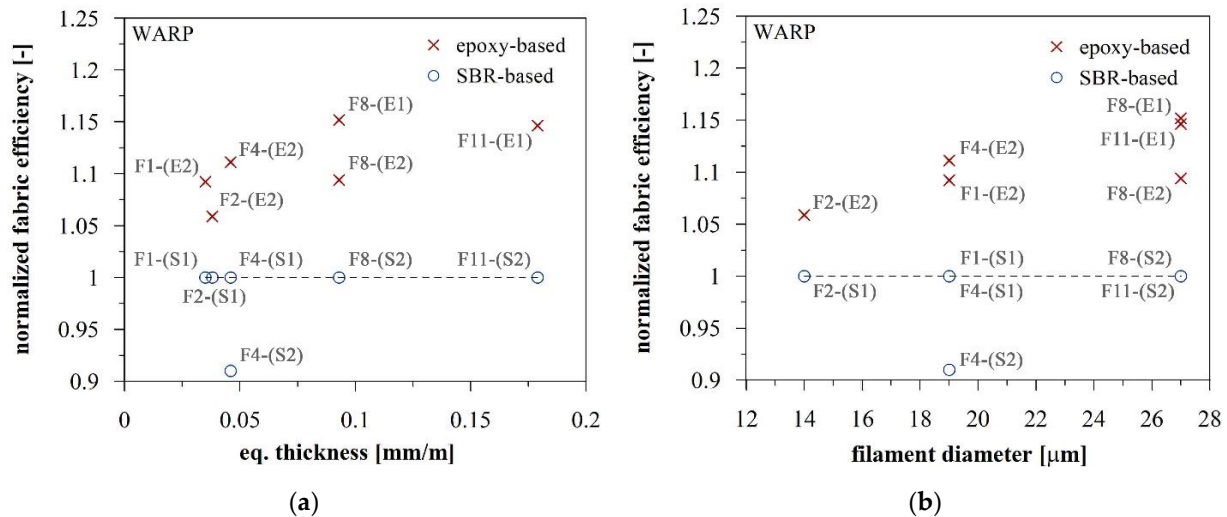 WARP
epoxy-based
SBR-based
normalized fabric efficiency [-]
1.25
1.2
1.15
1.1
1.05
1
0.95
0.9
F8-(E1)
F11-(E1)
F4-(E2)
F8-(E2)
F1-(E2)
F2-(E2)
F1-(S1)
F4-(S1)
F8-(S2)
F11-(S2)
F2-(S1)
F4-(S2)
0
0.05
0.1
0.15
0.2
eq. thickness [mm/m]
(a)
WARP
epoxy-based
SBR-based
normalized fabric efficiency [-]
1.25
1.2
1.15
1.1
1.05
1
0.95
0.9
F8-(E1)
F11-(E1)
F4-(E2)
F1-(E2)
F8-(E2)
F2-(E2)
F1-(S1)
F8-(S2)
F2-(S1)
F4-(S1)
F11-(S2)
F4-(S2)
12
14
16
18
20
22
24
26
28
filament diameter [μm]
(b)